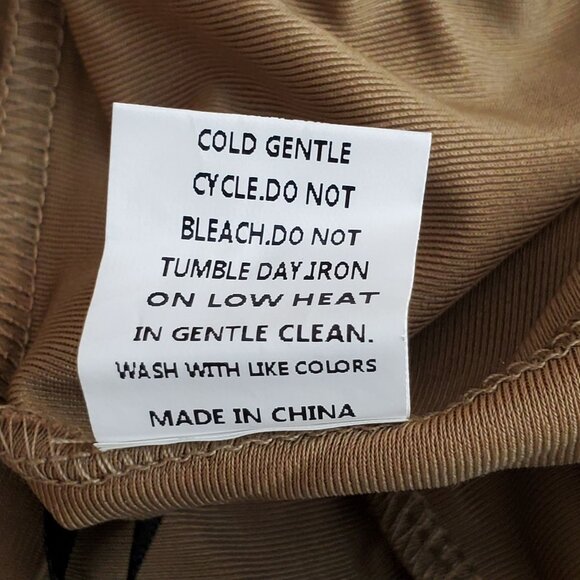 COLD GENTLE
CYCLE.DO NOT
BLEACH.DO NOT
TUMBLE DAY.IRON
ON LOW HEAT
IN GENTLE CLEAN.
WASH WITH LIKE COLORS
MADE IN CHINA